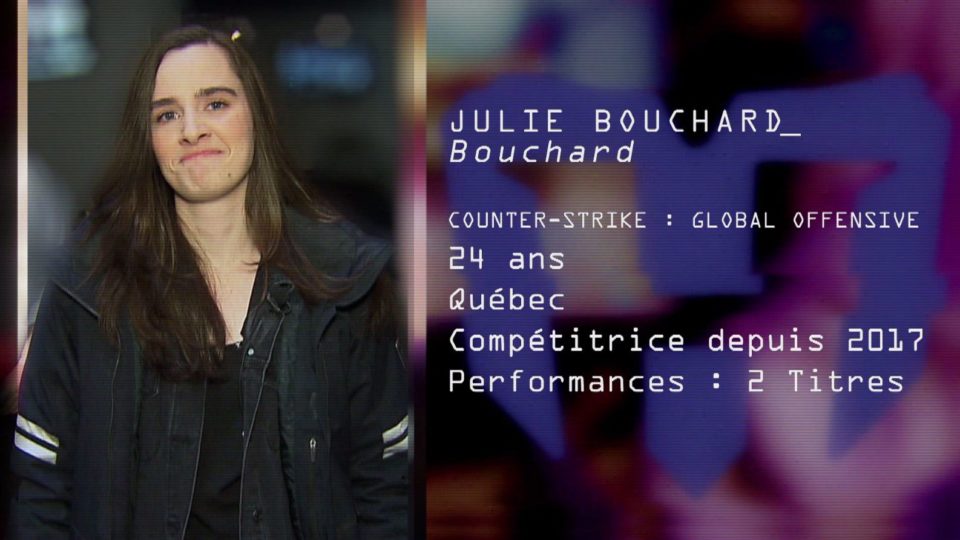 JULIE BOUCHARD_
Bouchard
COUNTER-STRIKE : GLOBAL OFFENSIVE
24 ans
Québec
Compétitrice depuis 2017
Performances : 2 Titres